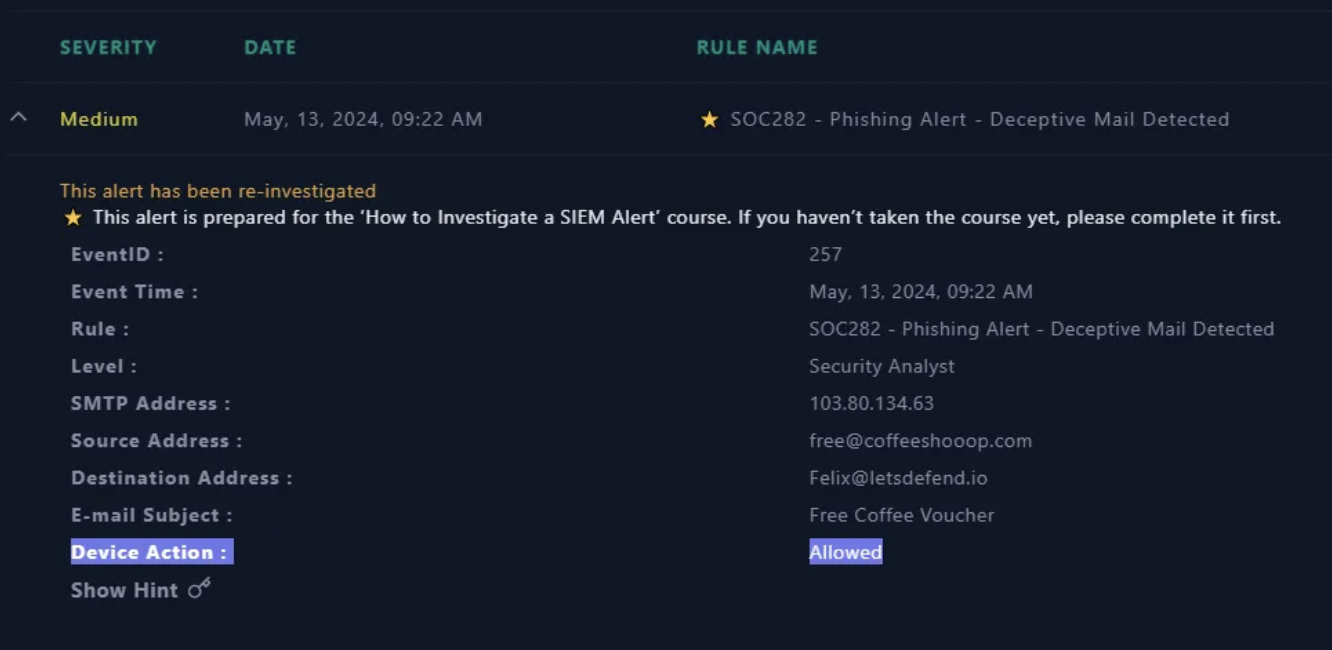 SEVERITY DATE RULE NAME
Medium May, 13, 2024, 09:22 AM SOC282 - Phishing Alert - Deceptive Mail Detected
This alert has been re-investigated
This alert is prepared for the ‘How to Investigate a SIEM Alert’ course. If you haven’t taken the course yet, please complete it first.
EventID : 257
Event Time : May, 13, 2024, 09:22 AM
Rule : SOC282 - Phishing Alert - Deceptive Mail Detected
Level : Security Analyst
SMTP Address : 103.80.134.63
Source Address : free@coffeeshooop.com
Destination Address : Felix@letsdefend.io
E-mail Subject : Free Coffee Voucher
Device Action : Allowed
Show Hint